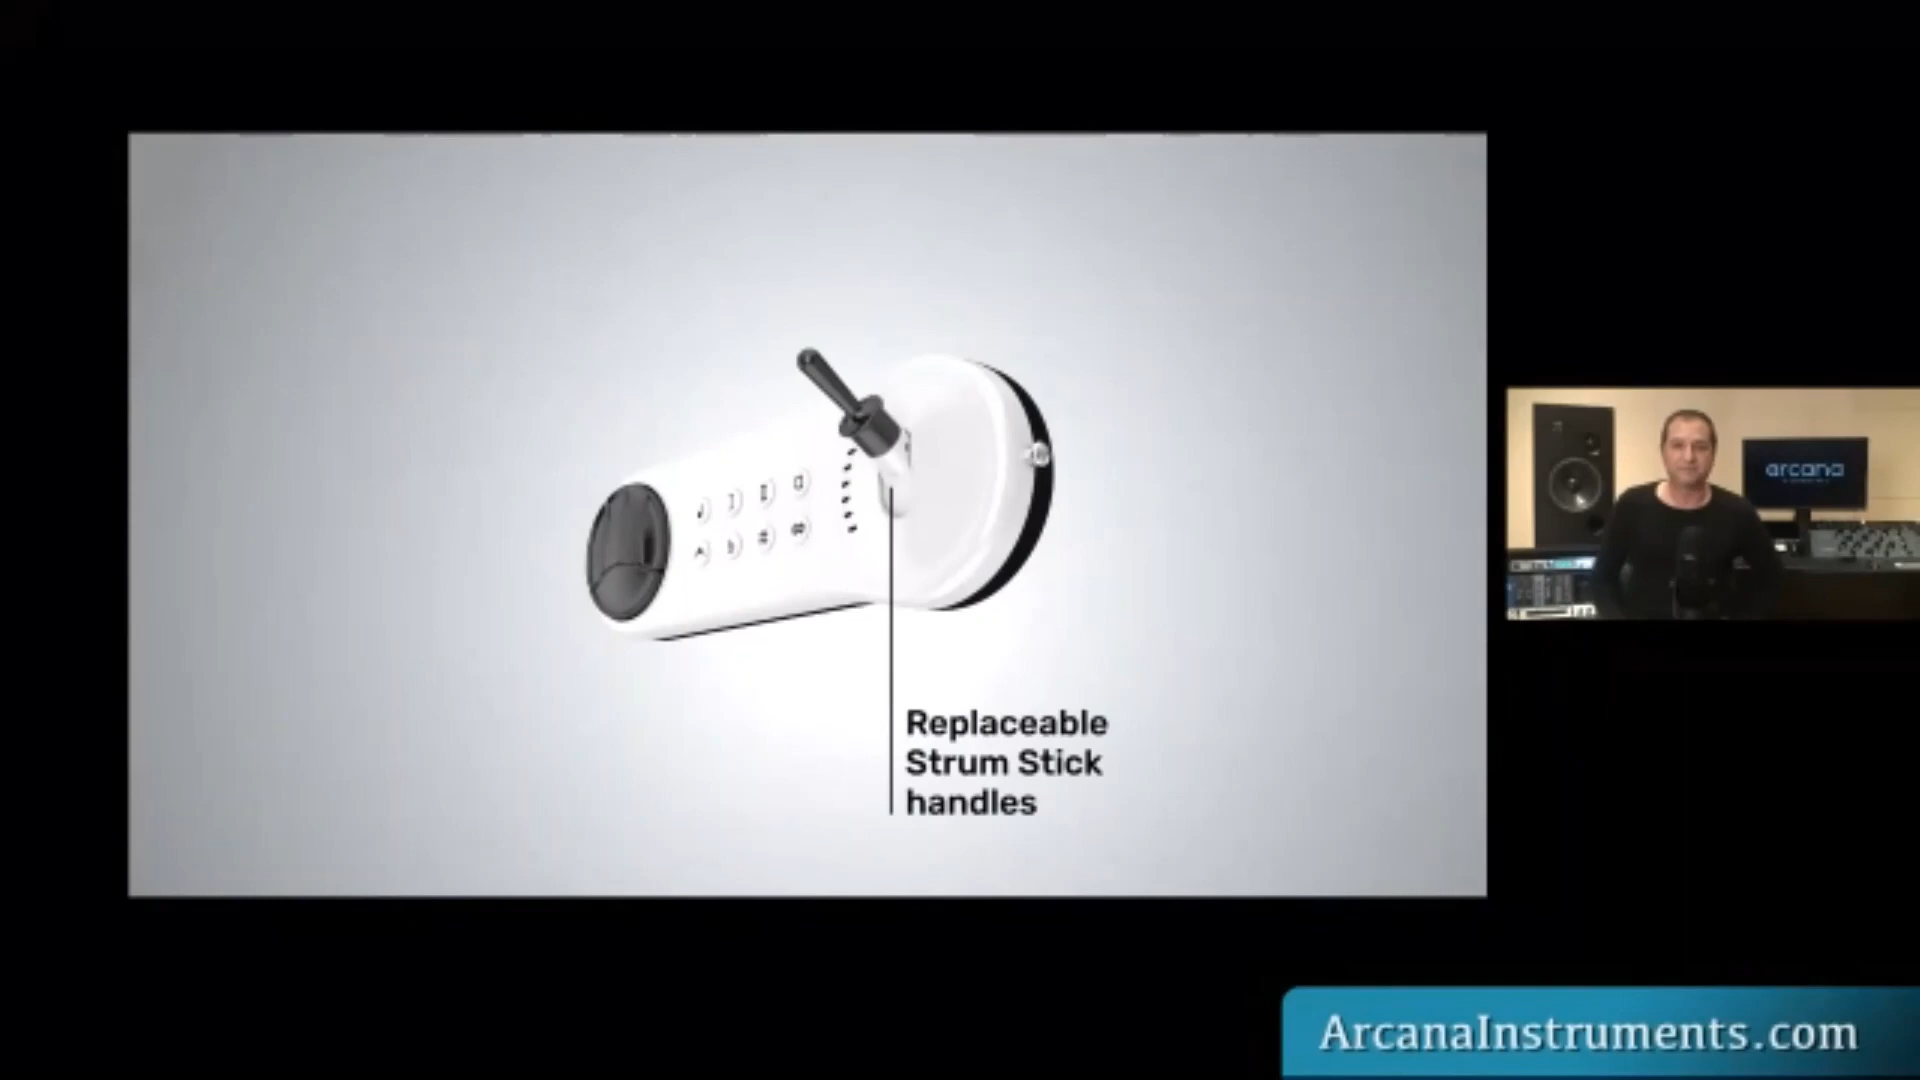 Replaceable
Strum Stick
handles
arcana
ArcanaInstruments.com